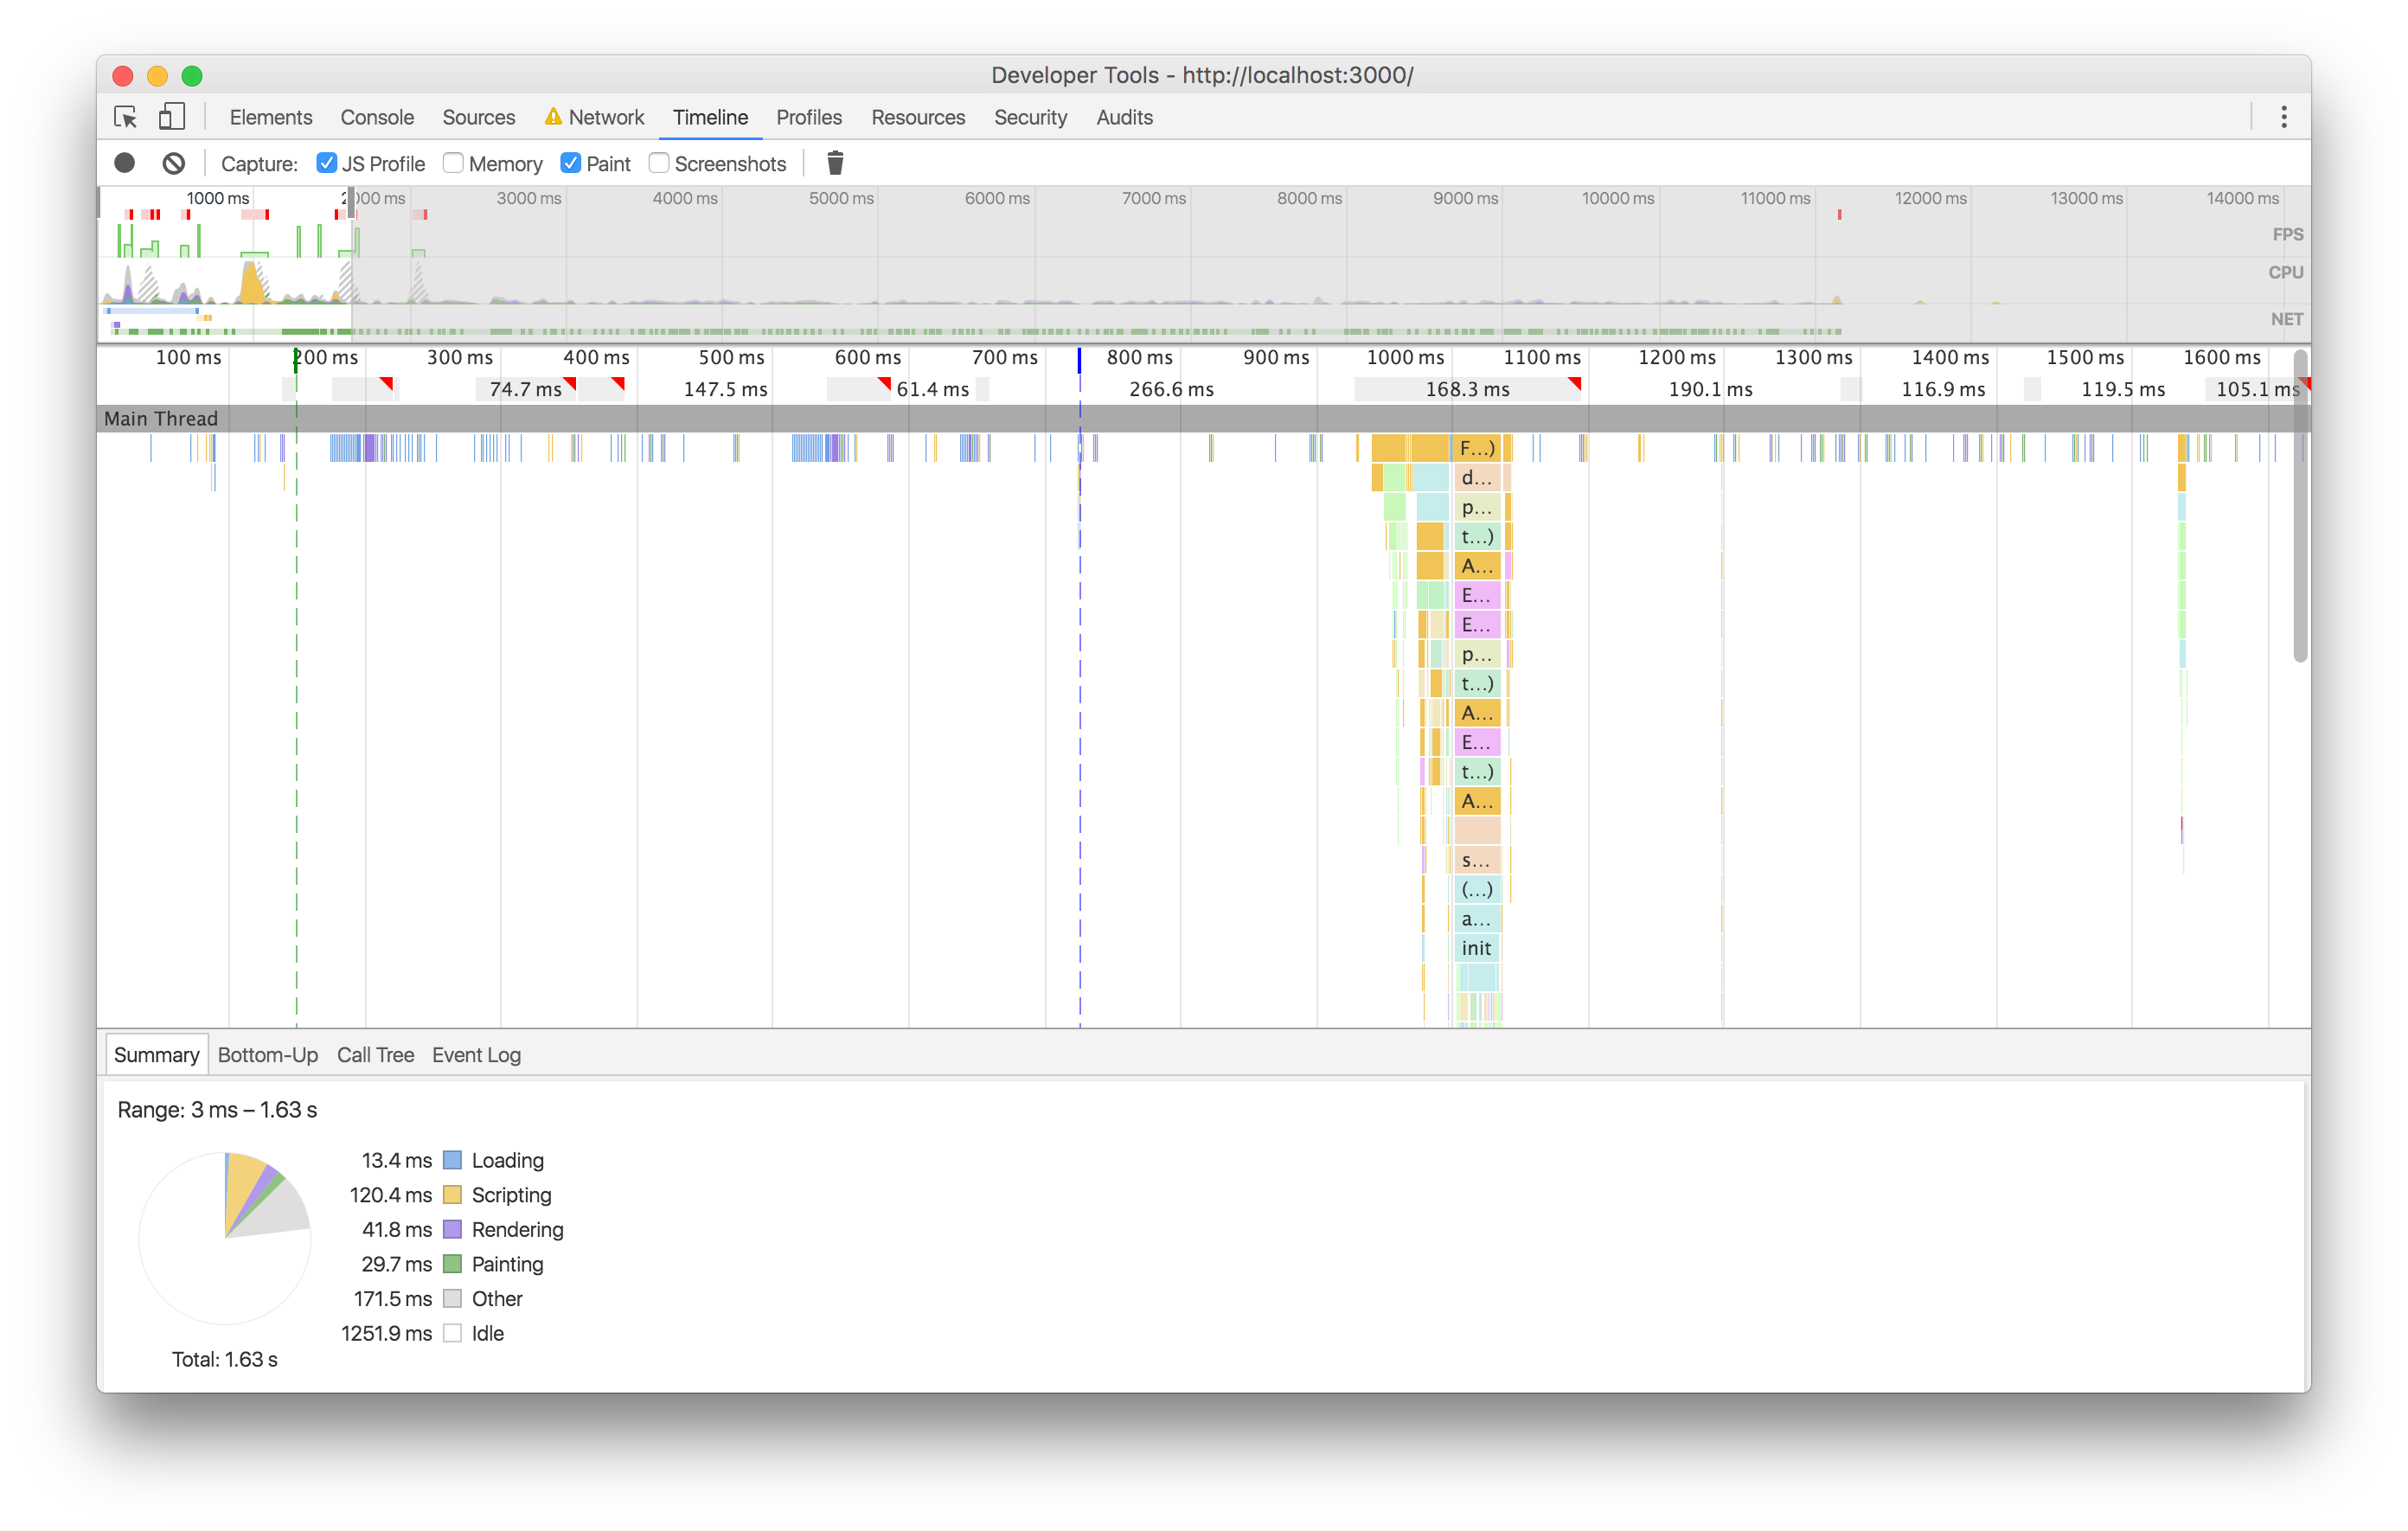 Developer Tools - http://localhost:3000/
Elements Console Sources Network Timeline Profiles Resources Security Audits
Capture: JS Profile Memory Paint Screenshots
1000 ms 2000 ms 3000 ms 4000 ms 5000 ms 6000 ms 7000 ms 8000 ms 9000 ms 10000 ms 11000 ms 12000 ms 13000 ms 14000 ms
FPS
CPU
NET
100 ms 200 ms 300 ms 400 ms 500 ms 600 ms 700 ms 800 ms 900 ms 1000 ms 1100 ms 1200 ms 1300 ms 1400 ms 1500 ms 1600 ms
74.7 ms 147.5 ms 61.4 ms 266.6 ms 168.3 ms 190.1 ms 116.9 ms 119.5 ms 105.1 ms
Main Thread
F...)
d...
p...
t...)
A...
E...
E...
p...
t...)
A...
E...
t...)
A...
s...
(...)
a...
init
Summary Bottom-Up Call Tree Event Log
Range: 3 ms – 1.63 s
13.4 ms Loading
120.4 ms Scripting
41.8 ms Rendering
29.7 ms Painting
171.5 ms Other
1251.9 ms Idle
Total: 1.63 s